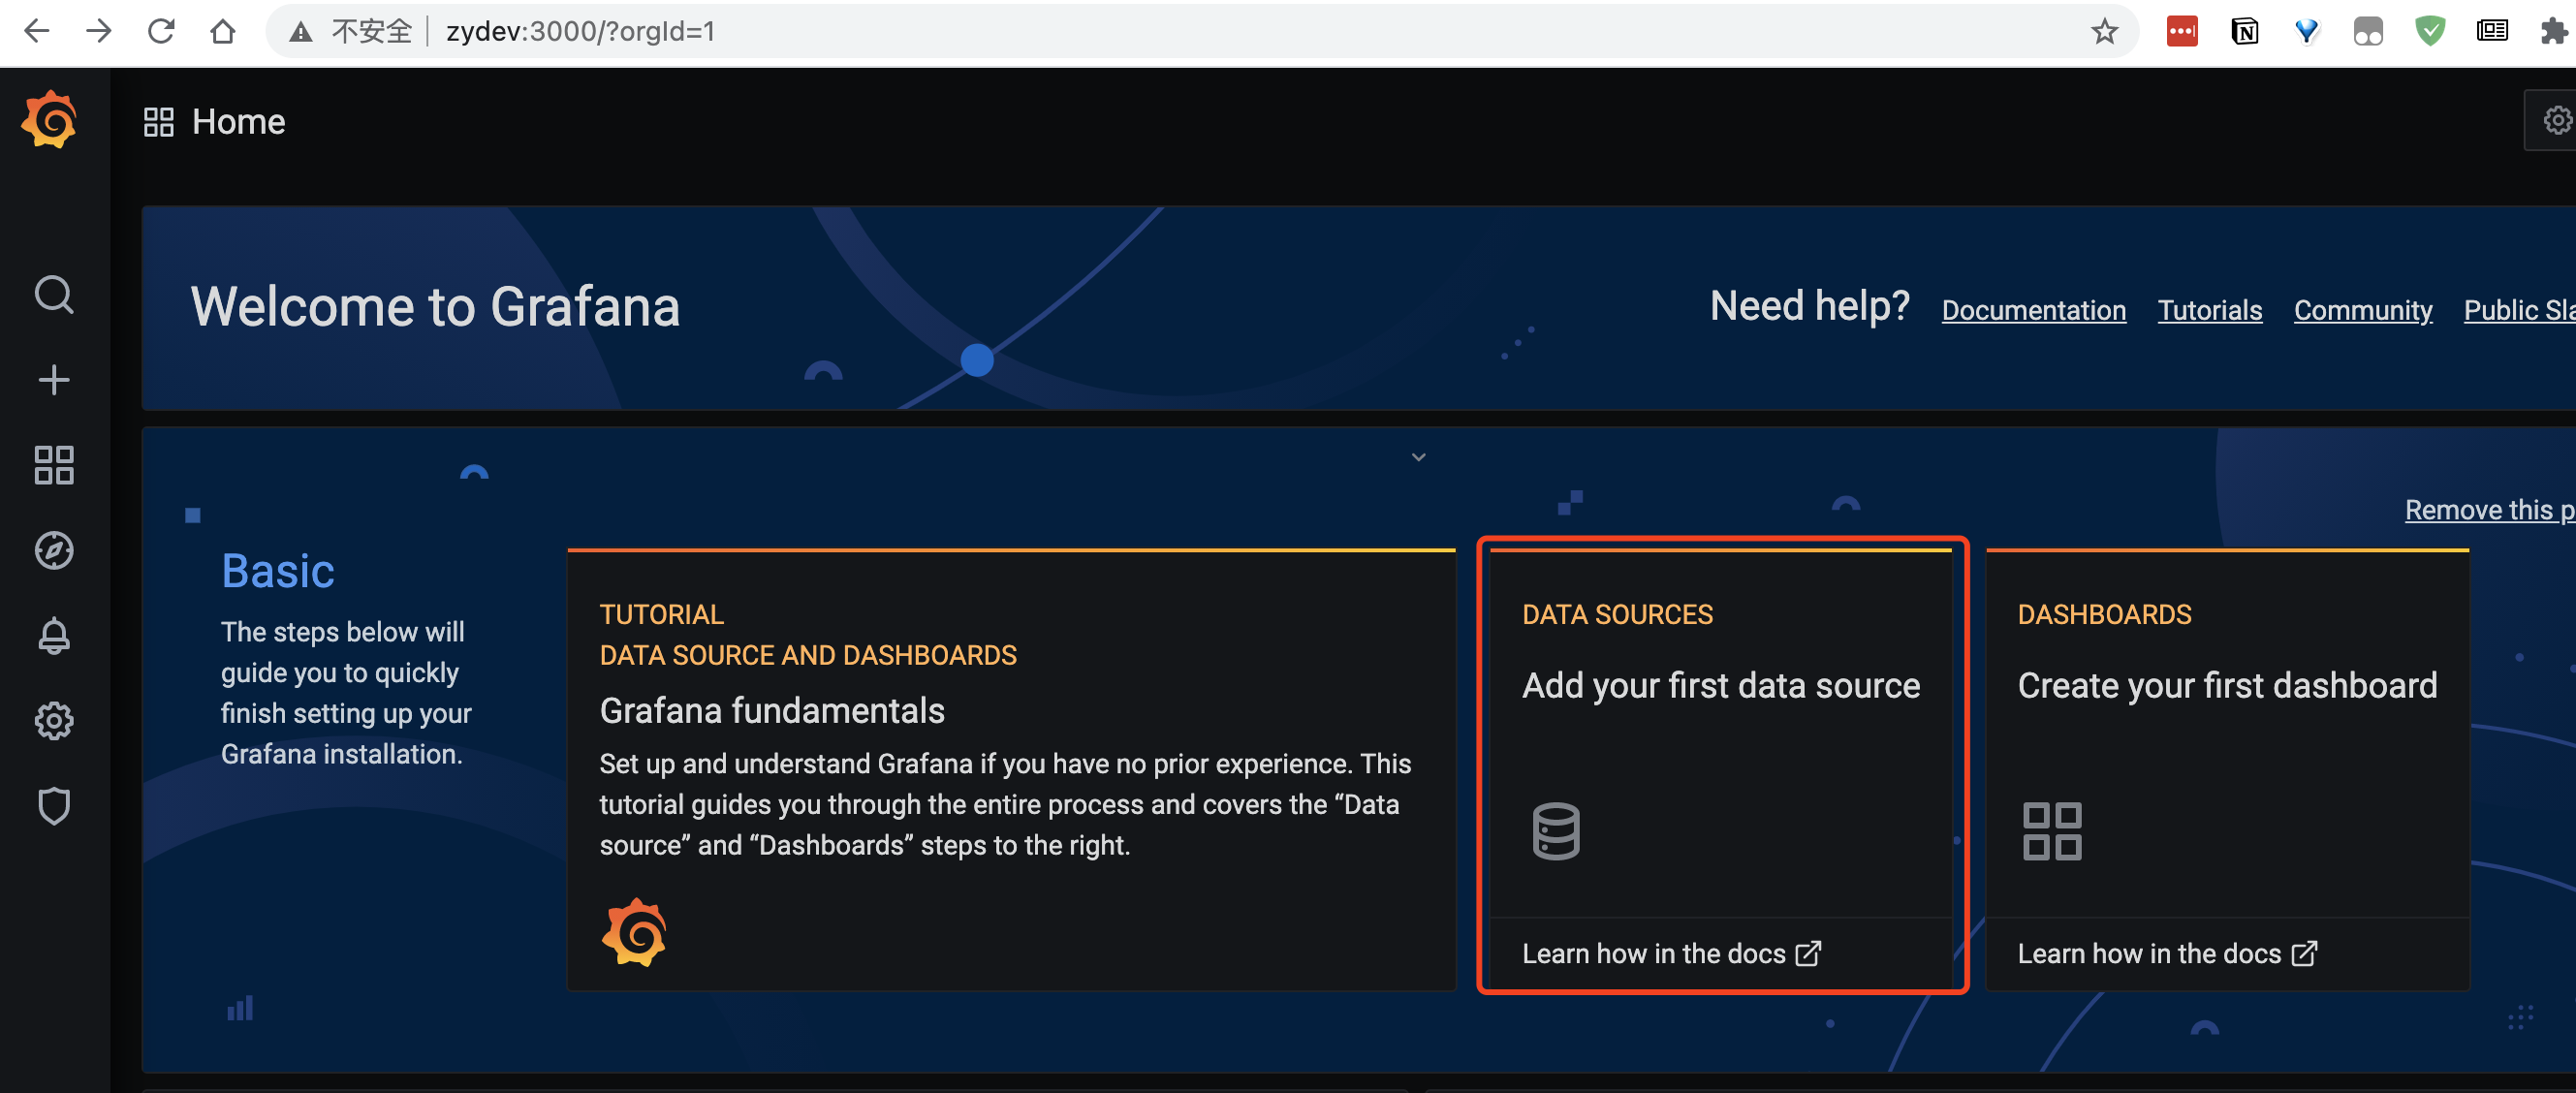 不安全 zydev:3000/?orgId=1
Home
Welcome to Grafana
Need help? Documentation Tutorials Community Public
Remove this
Basic
The steps below will
guide you to quickly
finish setting up your
Grafana installation.
TUTORIAL
DATA SOURCE AND DASHBOARDS
Grafana fundamentals
Set up and understand Grafana if you have no prior experience. This
tutorial guides you through the entire process and covers the “Data
source” and “Dashboards” steps to the right.
DATA SOURCES
Add your first data source
Learn how in the docs
DASHBOARDS
Create your first dashboard
Learn how in the docs